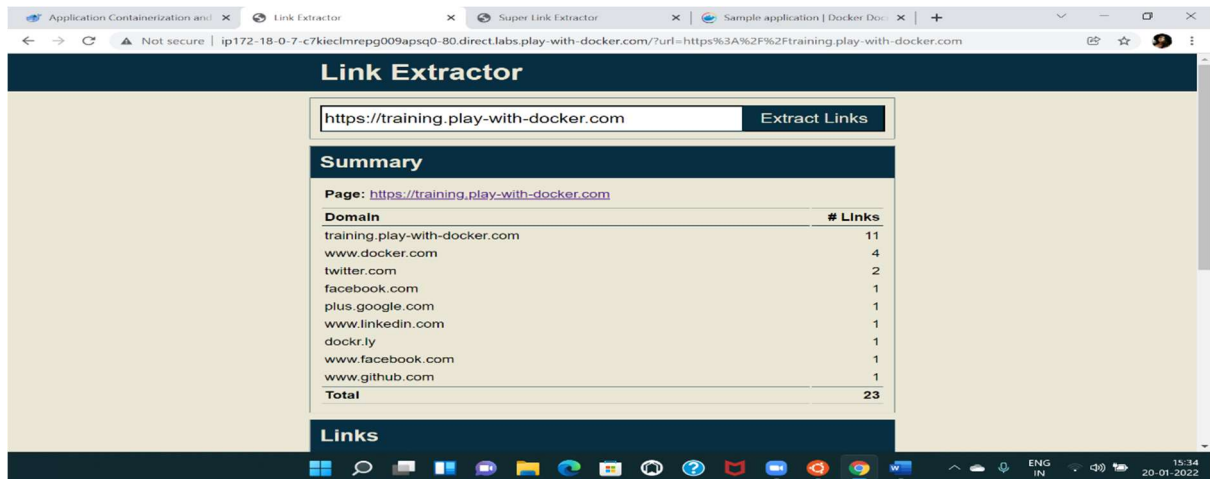 Application Containerization and
Link Extractor
Super Link Extractor
Sample application | Docker Doc
Not secure | ip172-18-0-7-c7kieclmrepg009apsq0-80.direct.labs.play-with-docker.com/?url=https%3A%2F%2Ftraining.play-with-docker.com
Link Extractor
https://training.play-with-docker.com Extract Links
Summary
Page: https://training.play-with-docker.com
Domain # Links
training.play-with-docker.com 11
www.docker.com 4
twitter.com 2
facebook.com 1
plus.google.com 1
www.linkedin.com 1
dockr.ly 1
www.facebook.com 1
www.github.com 1
Total 23
Links
ENG
IN
15:34
20-01-2022